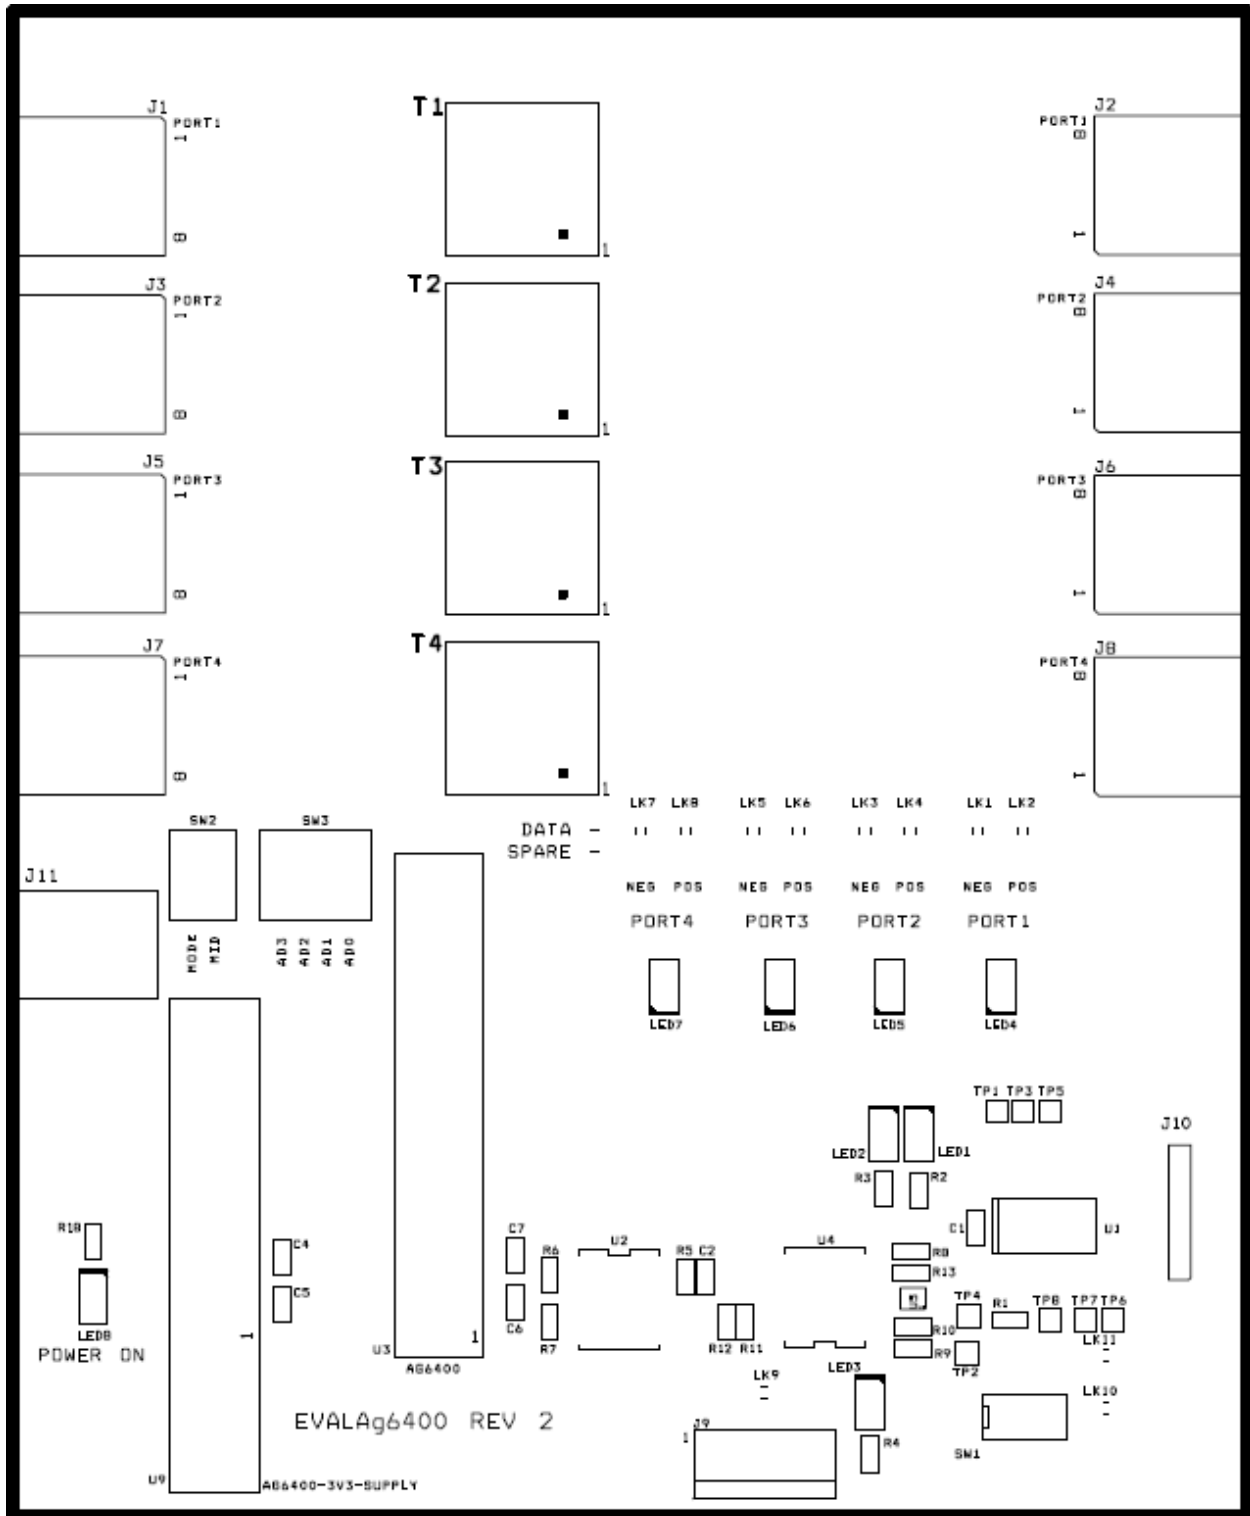 J1
PORT1
1
8
T1
1
J2
PORT1
8
1
J3
PORT2
1
8
T2
1
J4
PORT2
8
1
J5
PORT3
1
8
T3
1
J6
PORT3
8
1
J7
PORT4
1
8
T4
1
J8
PORT4
8
1
LK7 LK8 LK5 LK6 LK3 LK4 LK1 LK2
SW2 SW3
DATA -
SPARE -
J11
NEG POS NEG POS NEG POS NEG POS
PORT4 PORT3 PORT2 PORT1
MODE
MID
AD3
AD2
AD1
AD0
LED7 LED6 LED5 LED4
TP1 TP3 TP5
J10
LED2 LED1
R3 R2
R18
C4
C7
R6
U2
R5 C2
U4
C1
U1
R8
R13
C5
TP4 R1 TP8 TP7 TP6
LED8
POWER ON
1
U3
1
AG6400
C6
R7
R12 R11
R10
R9
TP2
LK11
LK9
LED3
LK10
EVALAg6400 REV 2
J9
1
R4
SW1
U9
AG6400-3V3-SUPPLY